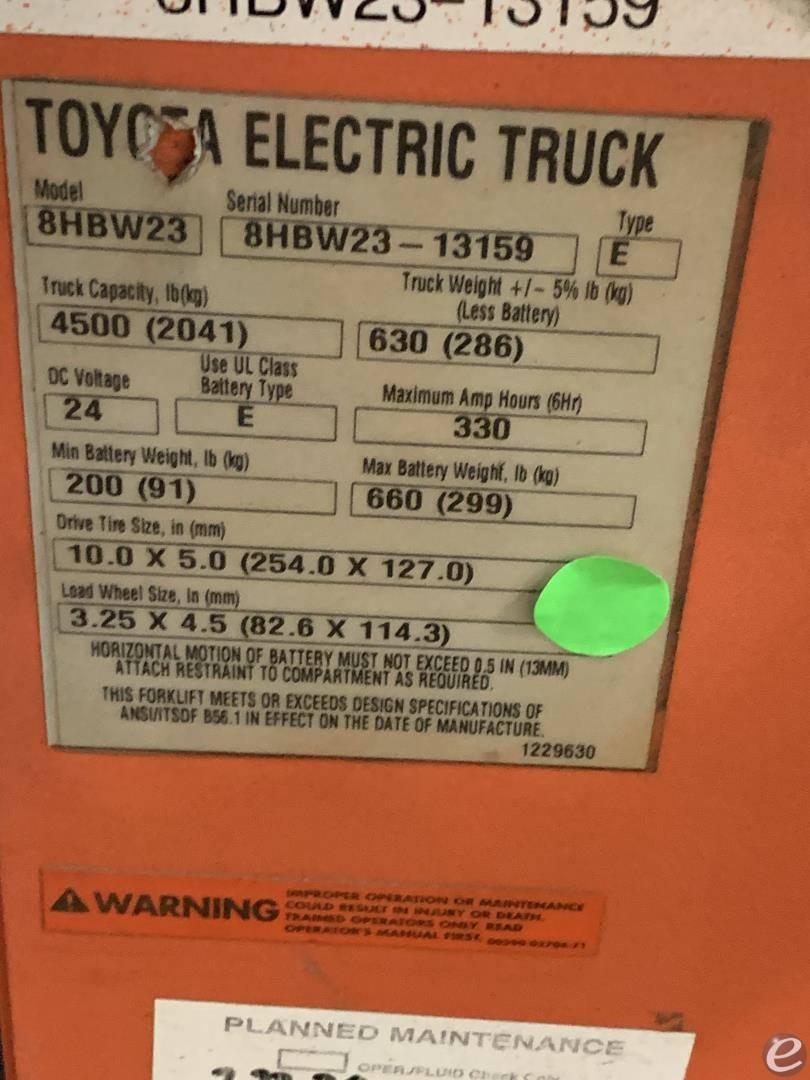 8HBW23-13159
TOYOTA ELECTRIC TRUCK
Model
Serial Number
Type
8HBW23
8HBW23 – 13159
E
Truck Capacity, lb(kg)
Truck Weight +/- 5% lb (kg)
(Less Battery)
4500 (2041)
630 (286)
DC Voltage
Use UL Class
Battery Type
Maximum Amp Hours (6Hr)
24
E
330
Min Battery Weight, lb (kg)
Max Battery Weight, lb (kg)
200 (91)
660 (299)
Drive Tire Size, in (mm)
10.0 X 5.0 (254.0 X 127.0)
Load Wheel Size, in (mm)
3.25 X 4.5 (82.6 X 114.3)
HORIZONTAL MOTION OF BATTERY MUST NOT EXCEED 0.5 IN (13MM)
ATTACH RESTRAINT TO COMPARTMENT AS REQUIRED.
THIS FORKLIFT MEETS OR EXCEEDS DESIGN SPECIFICATIONS OF
ANSI/ITSDF B56.1 IN EFFECT ON THE DATE OF MANUFACTURE.
1229630
WARNING
IMPROPER OPERATION OR MAINTENANCE
COULD RESULT IN INJURY OR DEATH.
TRAINED OPERATORS ONLY. READ
OPERATOR'S MANUAL FIRST. 00590-02706-71
PLANNED MAINTENANCE
OPER/FLUID Check
e